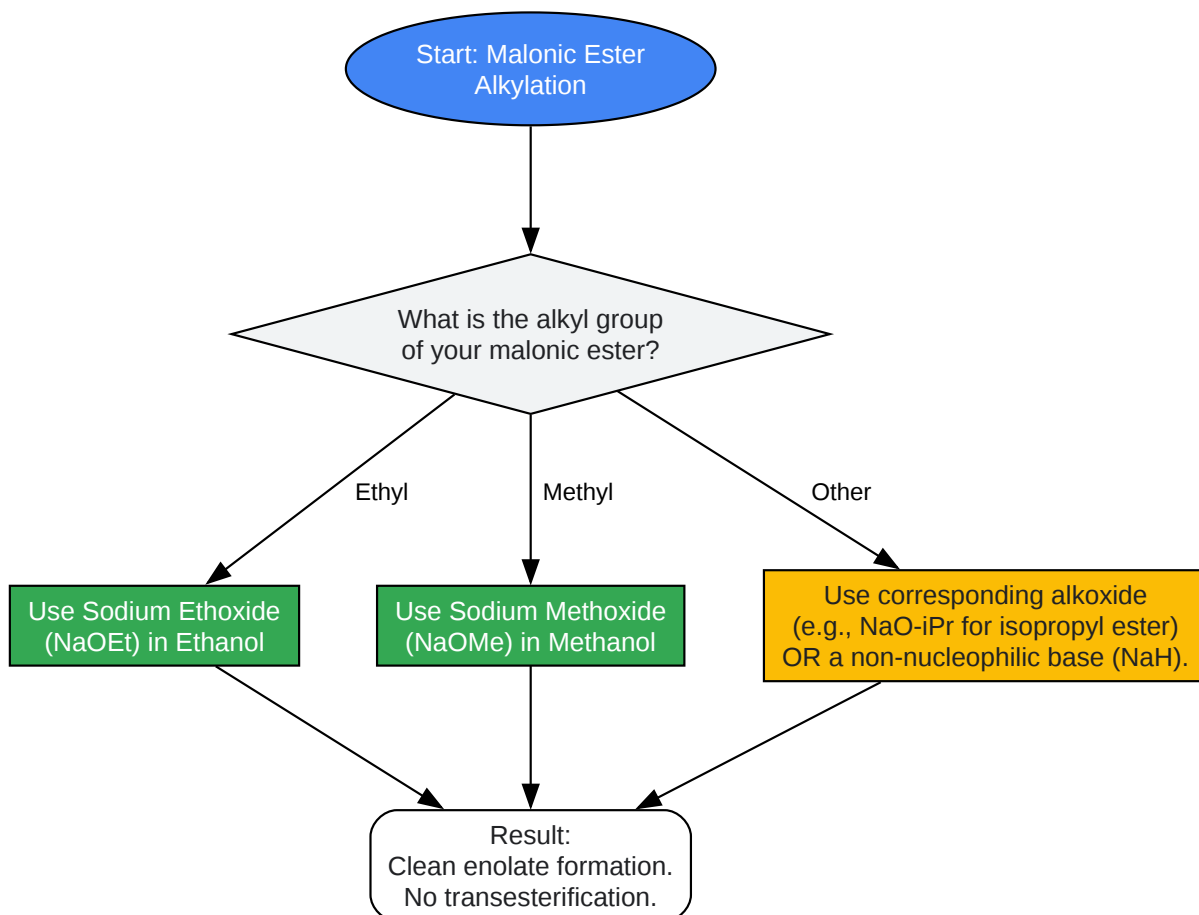 Start: Malonic Ester
Alkylation
What is the alkyl group
of your malonic ester?
Ethyl
Methyl
Other
Use Sodium Ethoxide
(NaOEt) in Ethanol
Use Sodium Methoxide
(NaOMe) in Methanol
Use corresponding alkoxide
(e.g., NaO-iPr for isopropyl ester)
OR a non-nucleophilic base (NaH).
Result:
Clean enolate formation.
No transesterification.